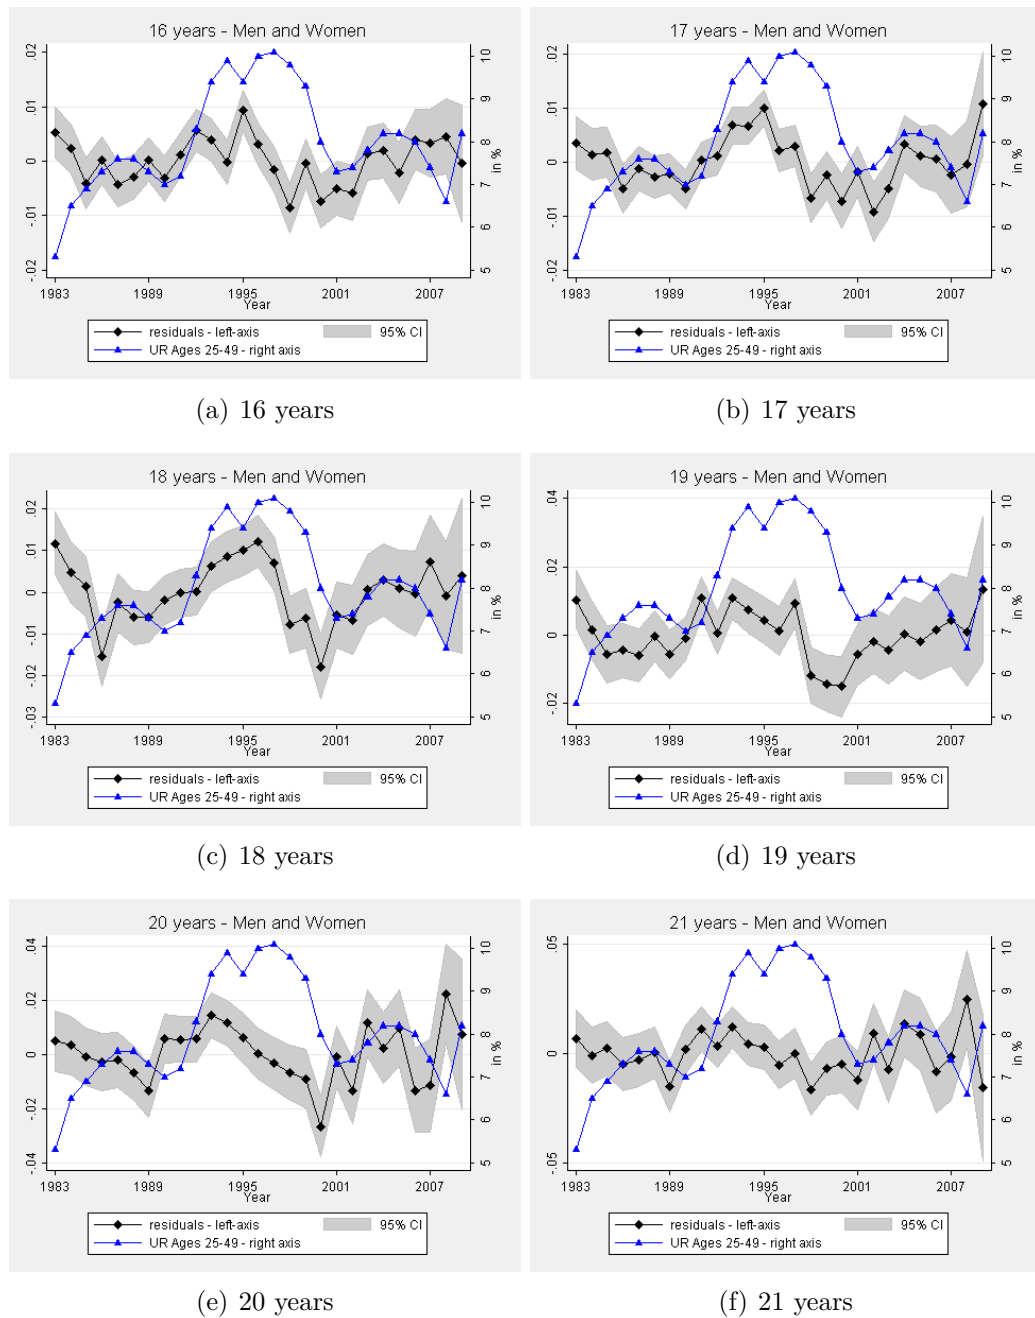 16 years - Men and Women
.02
.01
0
-.01
-.02
10
9
8
7
6
5
in %
1983 1989 1995 2001 2007
Year
residuals - left-axis 95% CI
UR Ages 25-49 - right axis
(a) 16 years
17 years - Men and Women
.02
.01
0
-.01
-.02
10
9
8
7
6
5
in %
1983 1989 1995 2001 2007
Year
residuals - left-axis 95% CI
UR Ages 25-49 - right axis
(b) 17 years
18 years - Men and Women
.02
.01
0
-.01
-.02
-.03
10
9
8
7
6
5
in %
1983 1989 1995 2001 2007
Year
residuals - left-axis 95% CI
UR Ages 25-49 - right axis
(c) 18 years
19 years - Men and Women
.04
.02
0
-.02
10
9
8
7
6
5
in %
1983 1989 1995 2001 2007
Year
residuals - left-axis 95% CI
UR Ages 25-49 - right axis
(d) 19 years
20 years - Men and Women
.04
.02
0
-.02
-.04
10
9
8
7
6
5
in %
1983 1989 1995 2001 2007
Year
residuals - left-axis 95% CI
UR Ages 25-49 - right axis
(e) 20 years
21 years - Men and Women
.05
0
-.05
10
9
8
7
6
5
in %
1983 1989 1995 2001 2007
Year
residuals - left-axis 95% CI
UR Ages 25-49 - right axis
(f) 21 years